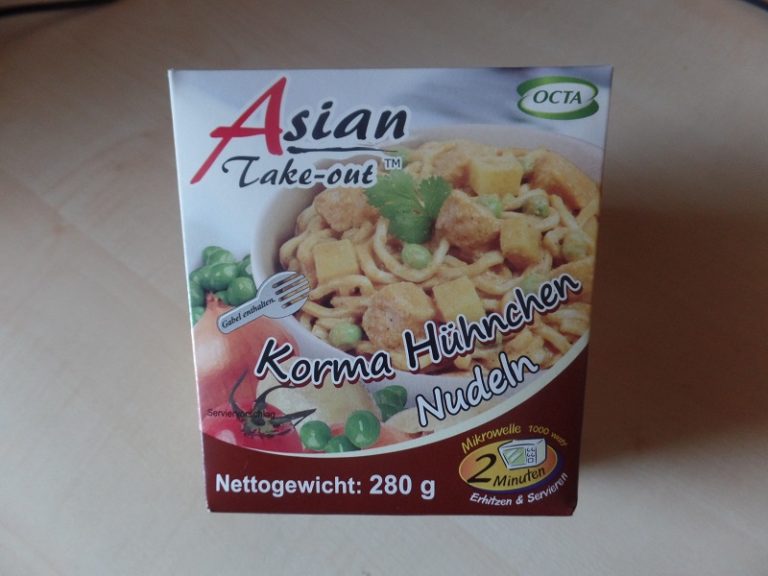 Asian
Take-out™
OCTA
Gabel enthalten.
Korma Hühnchen
Nudeln
Serviervorschlag
Mikrowelle 1000 watt
2 Minuten
Erhitzen & Servieren
Nettogewicht: 280 g